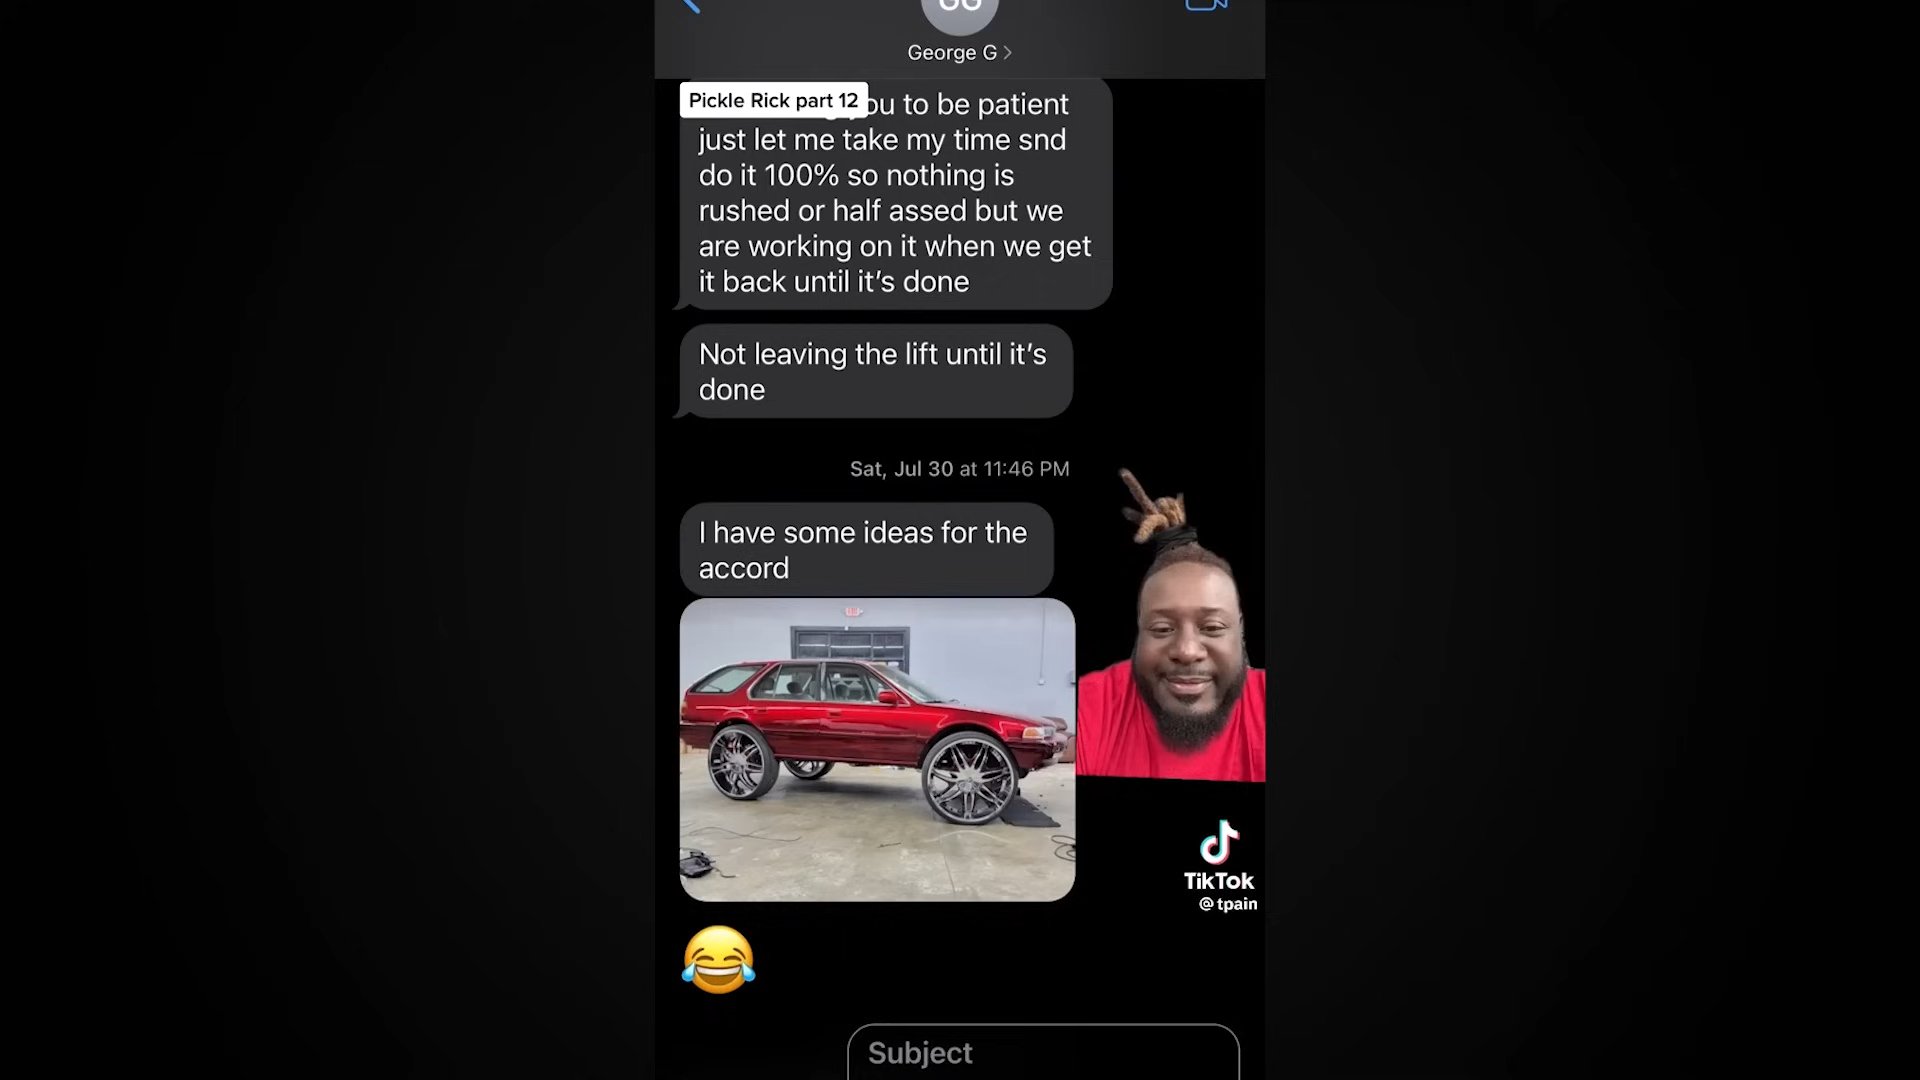 George G
Pickle Rick part 12
ou to be patient
just let me take my time snd
do it 100% so nothing is
rushed or half assed but we
are working on it when we get
it back until it’s done
Not leaving the lift until it’s
done
Sat, Jul 30 at 11:46 PM
I have some ideas for the
accord
TikTok
@tpain
Subject